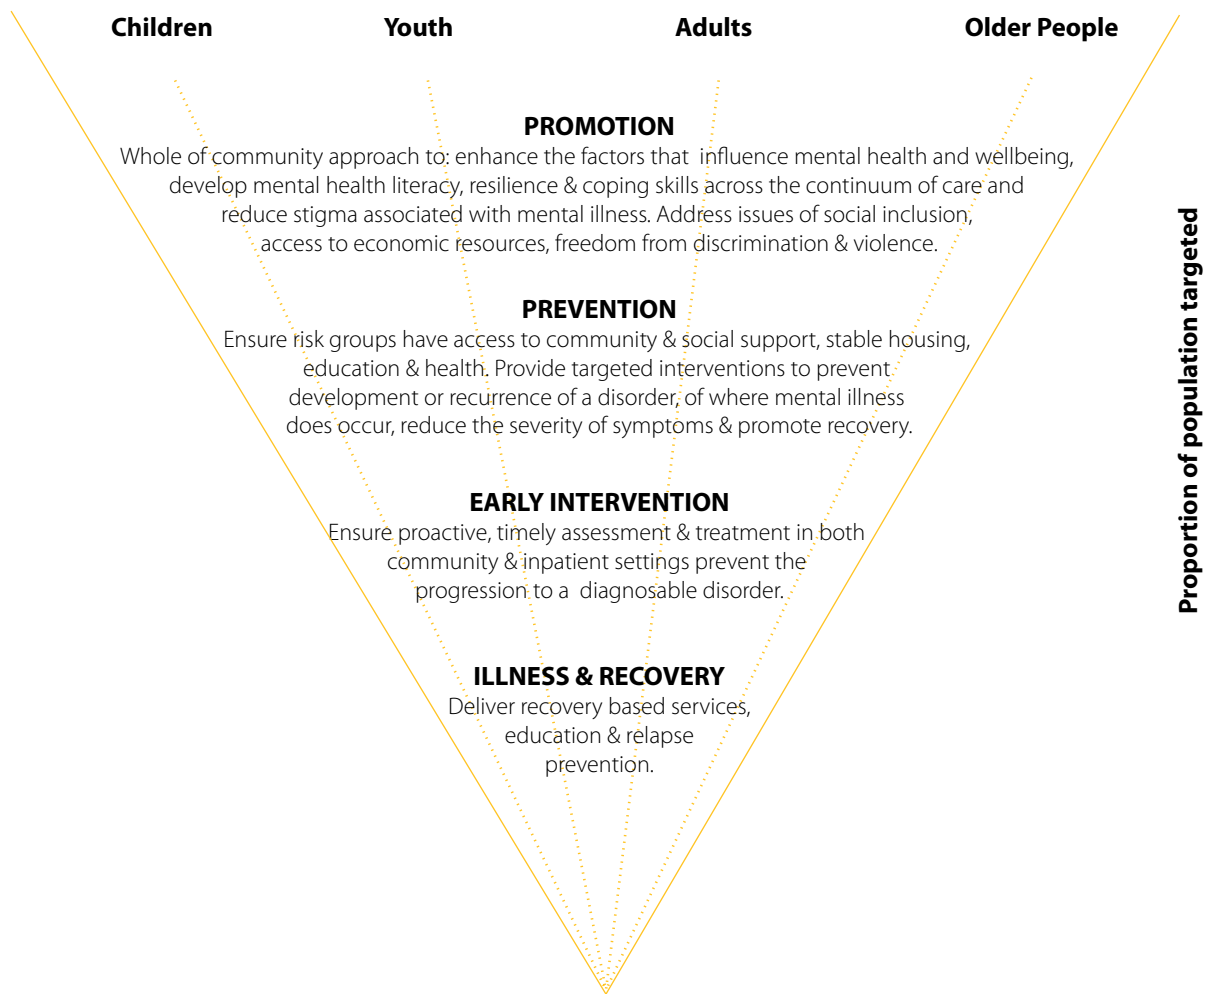 Children Youth Adults Older People
PROMOTION
Whole of community approach to: enhance the factors that influence mental health and wellbeing,
develop mental health literacy, resilience & coping skills across the continuum of care and
reduce stigma associated with mental illness. Address issues of social inclusion,
access to economic resources, freedom from discrimination & violence.
PREVENTION
Ensure risk groups have access to community & social support, stable housing,
education & health. Provide targeted interventions to prevent
development or recurrence of a disorder, of where mental illness
does occur, reduce the severity of symptoms & promote recovery.
EARLY INTERVENTION
Ensure proactive, timely assessment & treatment in both
community & inpatient settings prevent the
progression to a diagnosable disorder.
ILLNESS & RECOVERY
Deliver recovery based services,
education & relapse
prevention.
Proportion of population targeted